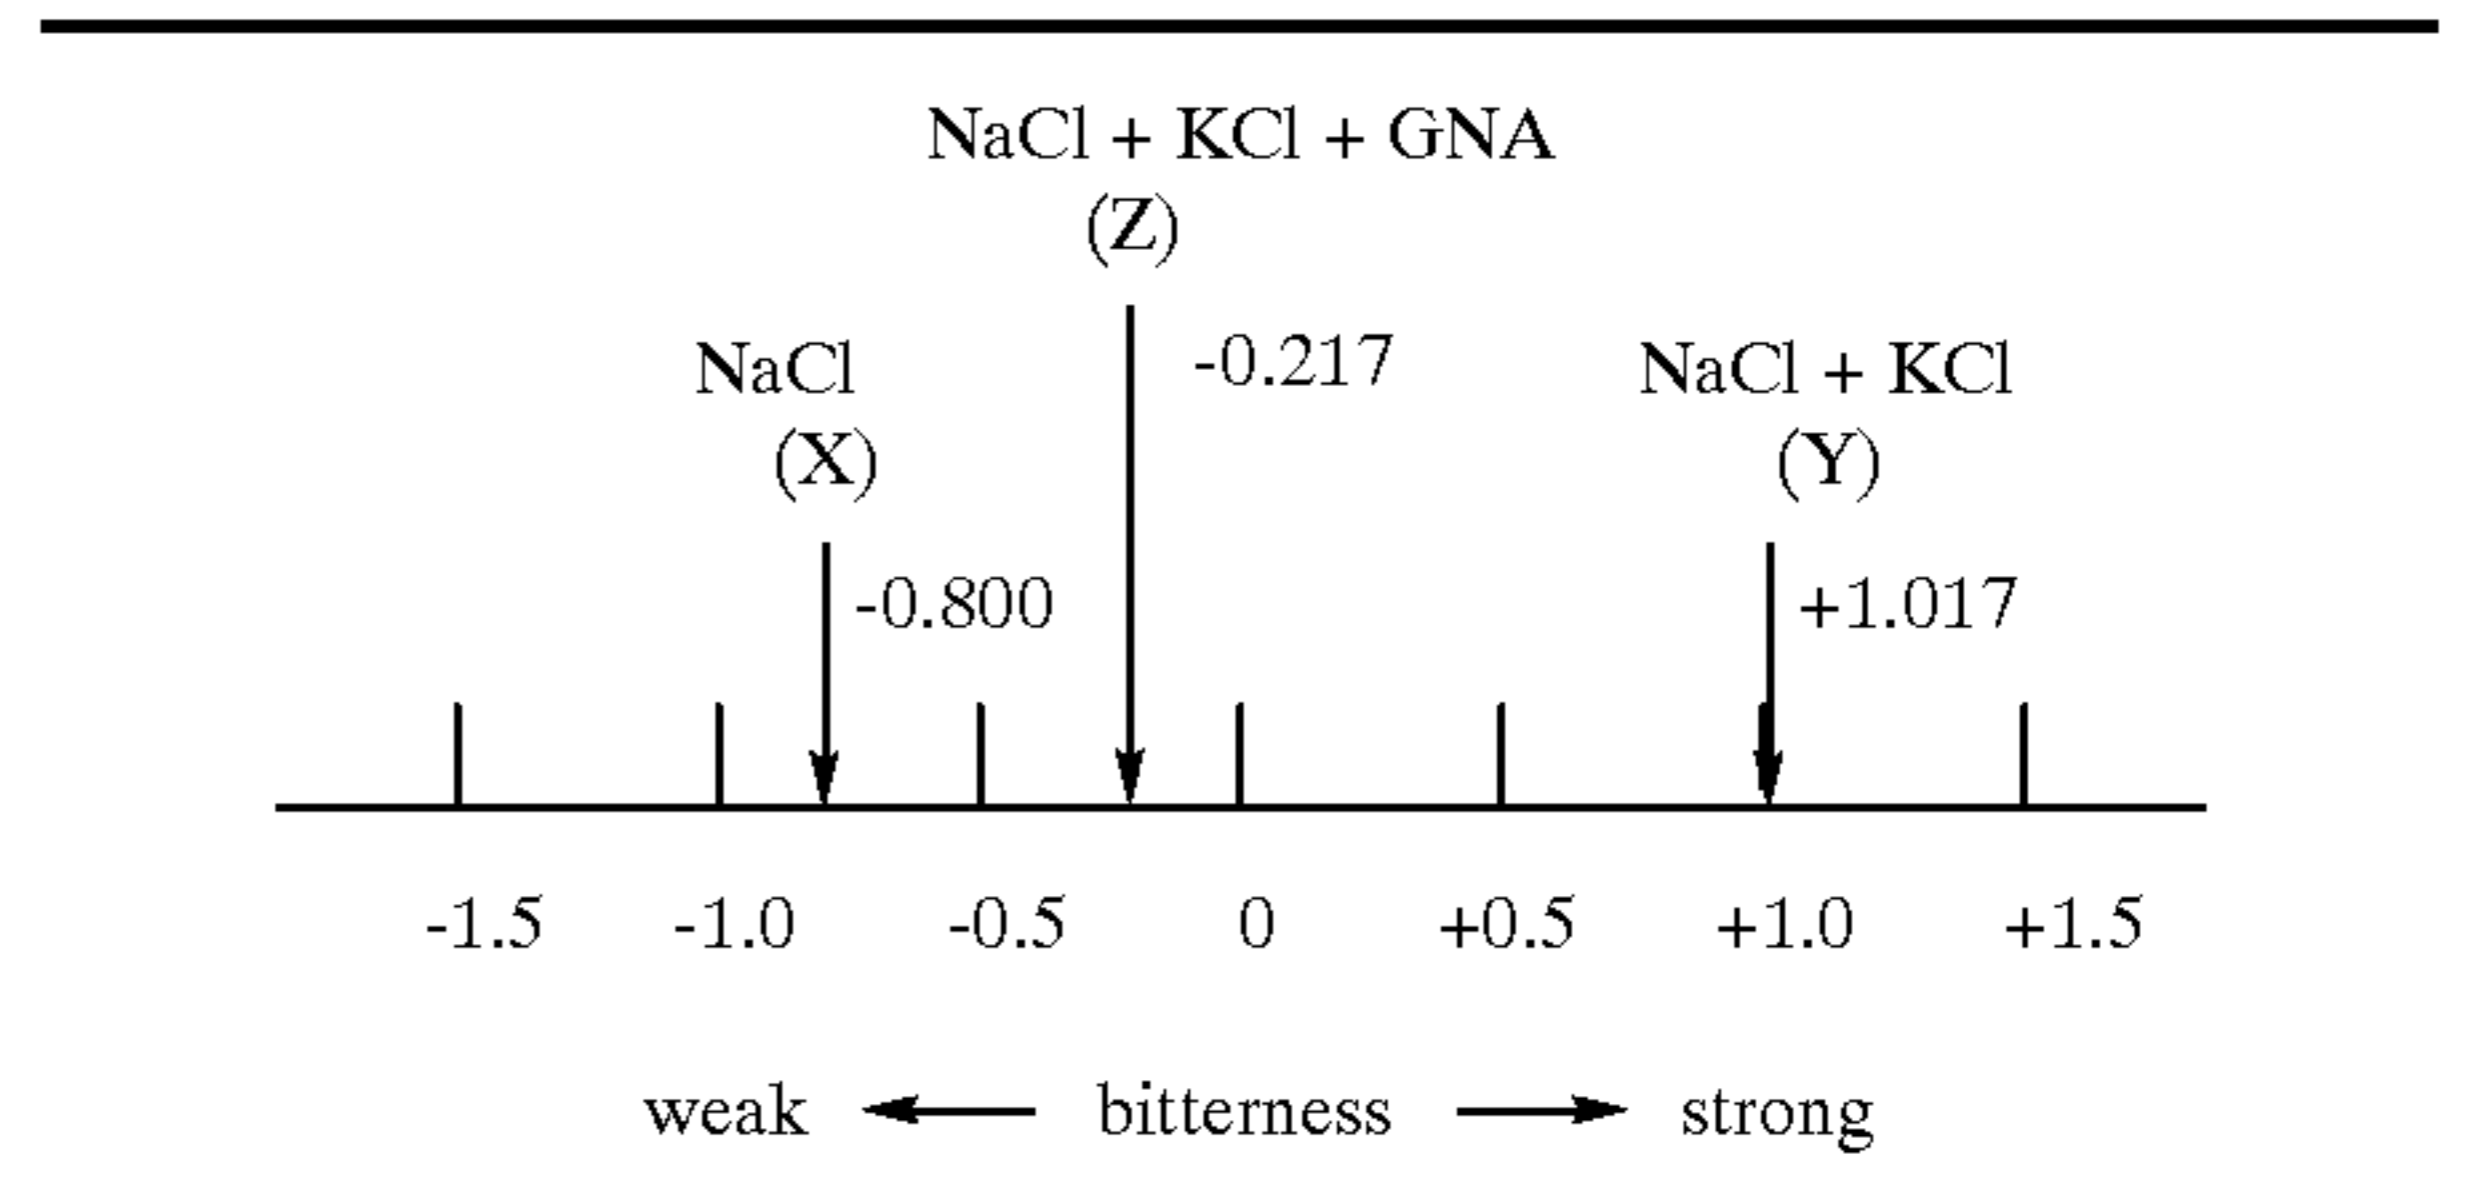 NaCl + KCl + GNA
(Z)
-0.217
NaCl
(X)
-0.800
NaCl + KCl
(Y)
+1.017
-1.5 -1.0 -0.5 0 +0.5 +1.0 +1.5
weak bitterness strong